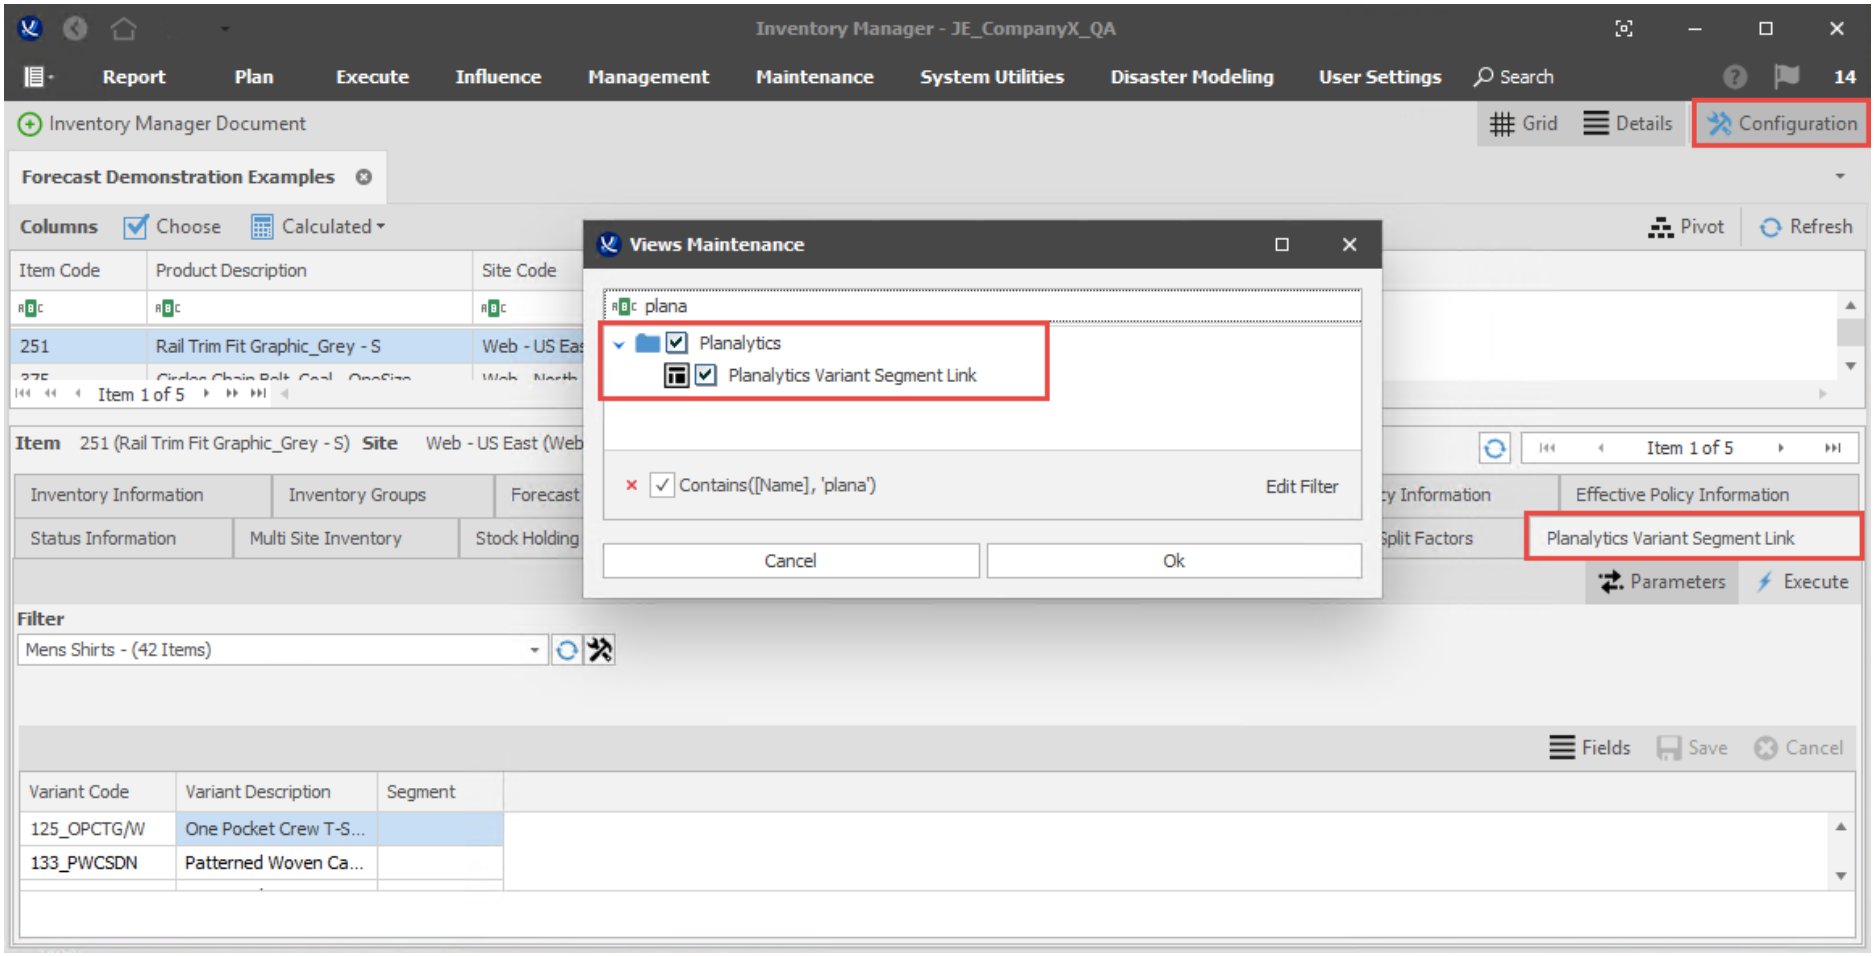 Inventory Manager - JE_CompanyX_QA
Report Plan Execute Influence Management Maintenance System Utilities Disaster Modeling User Settings Search ? 14
Inventory Manager Document Grid Details Configuration
Forecast Demonstration Examples
Columns Choose Calculated Pivot Refresh
Views Maintenance
Item Code Product Description Site Code
ABC ABC ABC
ABC plana
251 Rail Trim Fit Graphic_Grey - S Web - US Eas
Planalytics
Planalytics Variant Segment Link
375 Circles Chain Belt_Coal - OneSize Web - North
Item 1 of 5
Item 251 (Rail Trim Fit Graphic_Grey - S) Site Web - US East (Web Item 1 of 5
Contains([Name], 'plana') Edit Filter
Inventory Information Inventory Groups Forecast cy Information Effective Policy Information
Status Information Multi Site Inventory Stock Holding Split Factors Planalytics Variant Segment Link
Cancel Ok
Parameters Execute
Filter
Mens Shirts - (42 Items)
Fields Save Cancel
Variant Code Variant Description Segment
125_OPCTG/W One Pocket Crew T-S...
133_PWCSDN Patterned Woven Ca...